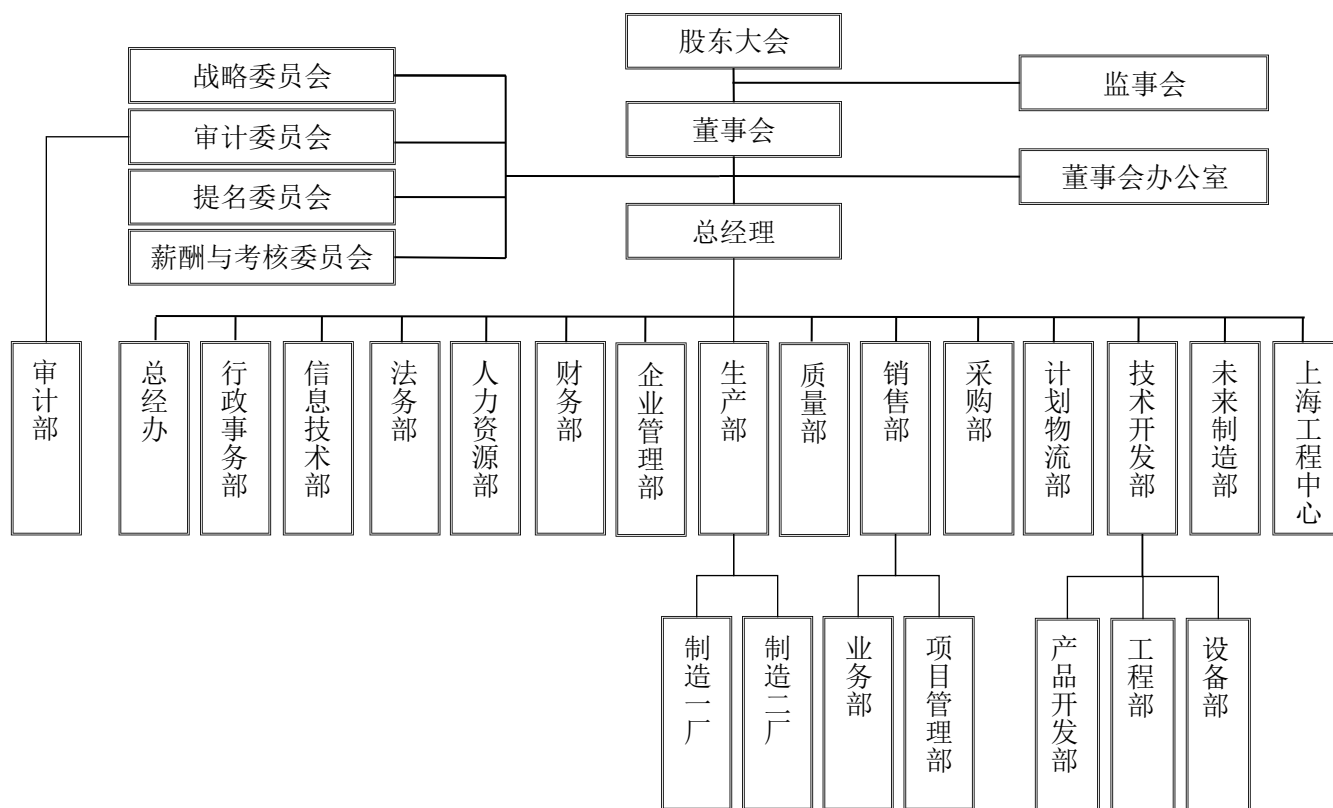 股东大会
战略委员会
监事会
审计委员会
董事会
提名委员会
董事会办公室
总经理
薪酬与考核委员会
审计部
总经办
行政事务部
信息技术部
法务部
人力资源部
财务部
企业管理部
生产部
质量部
销售部
采购部
计划物流部
技术开发部
未来制造部
上海工程中心
制造一厂
制造二厂
业务部
项目管理部
产品开发部
工程部
设备部